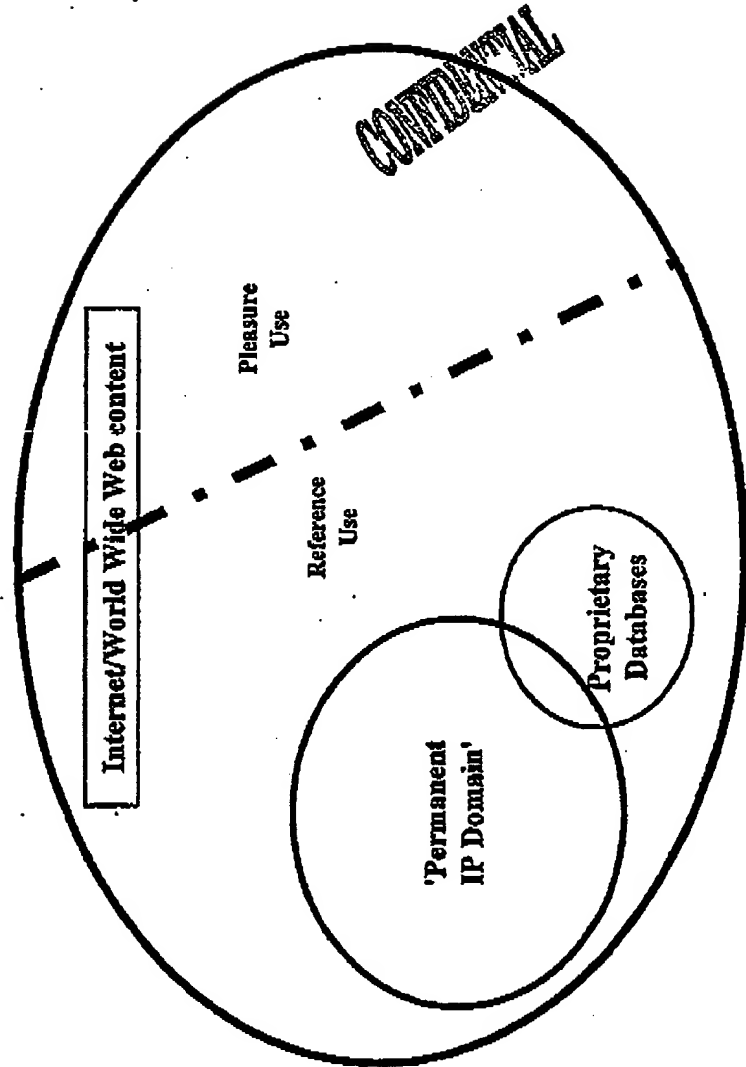 Internet/World Wide Web content
Pleasure
Use
Reference
Use
'Permanent
IP Domain'
Proprietary
Databases
CONFIDENTIAL